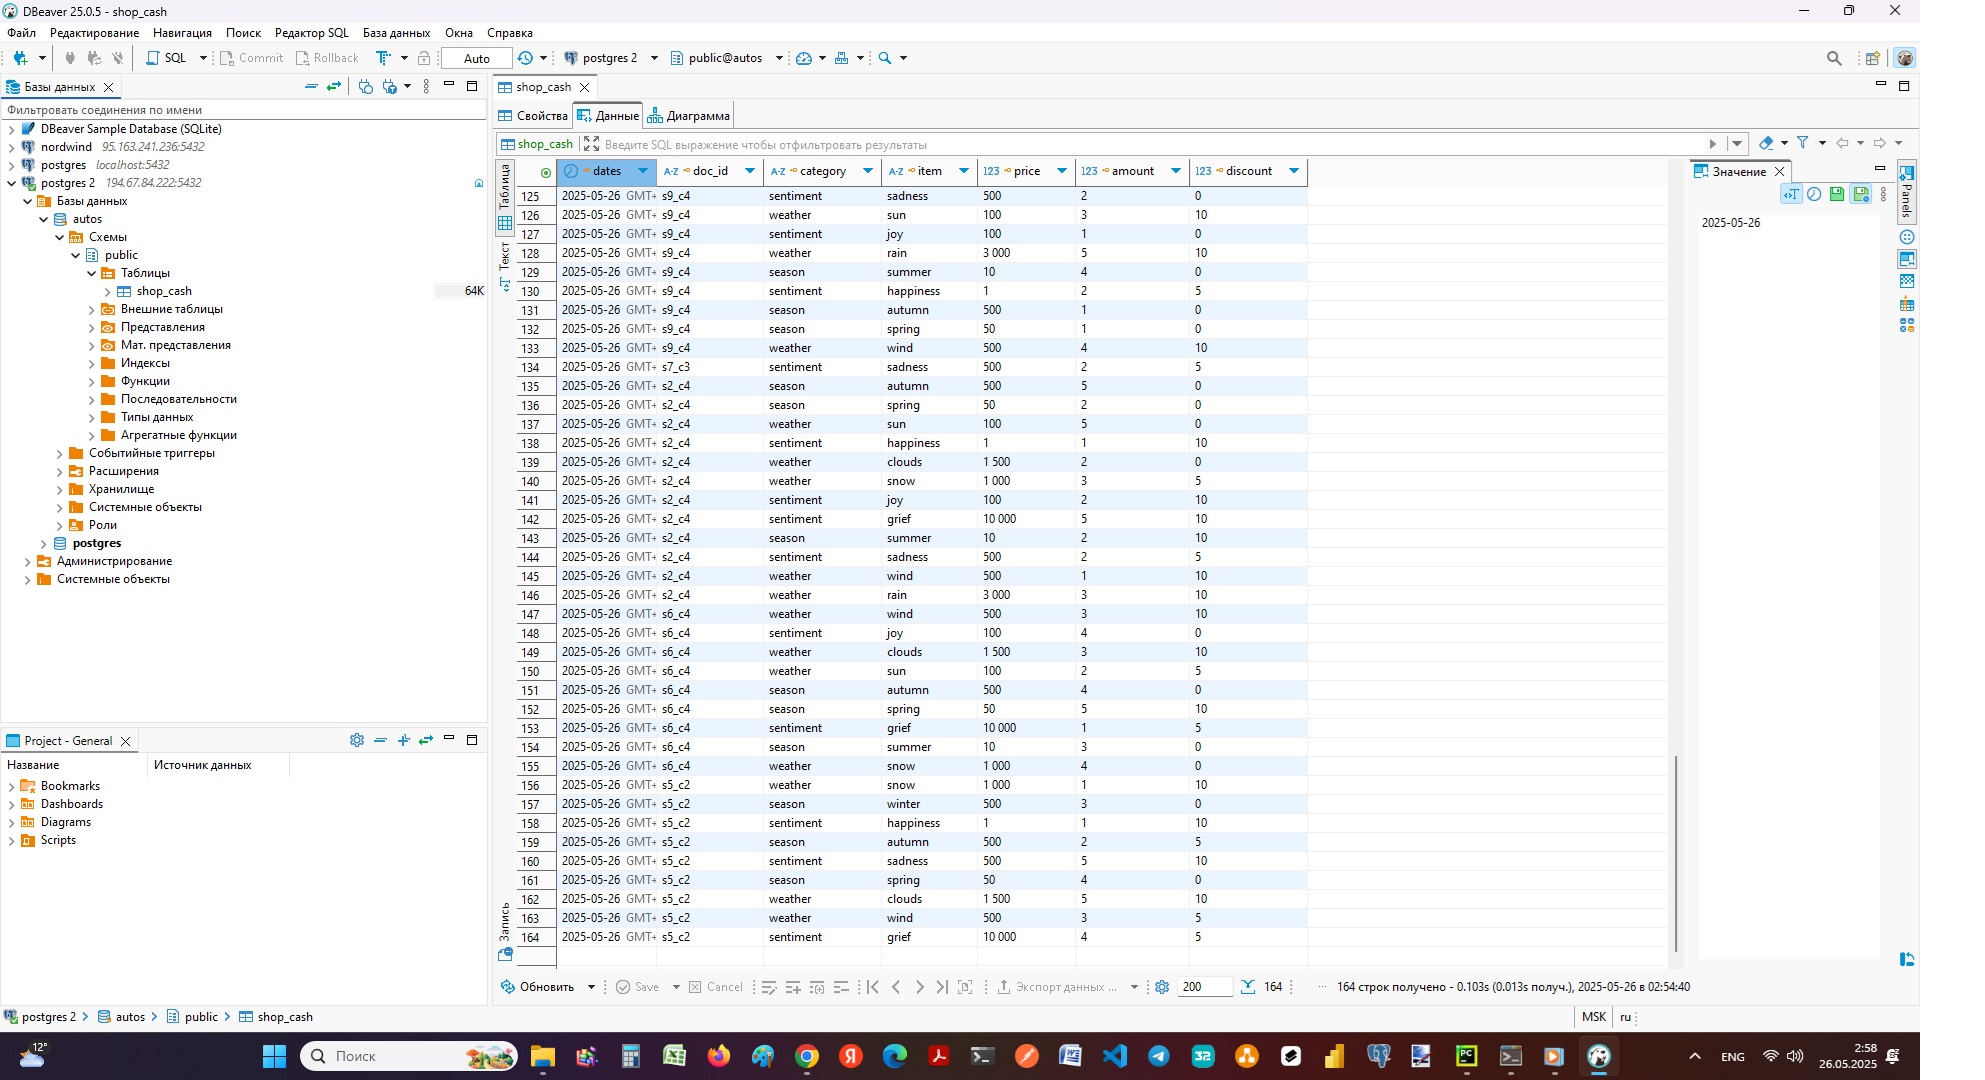 DBeaver 25.0.5 - shop_cash
Файл Редактирование Навигация Поиск Редактор SQL База данных Окна Справка
SQL Commit Rollback Auto postgres 2 public@autos
Базы данных
Фильтровать соединения по имени
DBeaver Sample Database (SQLite)
nordwind 95.163.241.236:5432
postgres localhost:5432
postgres 2 194.67.84.222:5432
Базы данных
autos
Схемы
public
Таблицы
shop_cash 64K
Внешние таблицы
Представления
Мат. представления
Индексы
Функции
Последовательности
Типы данных
Агрегатные функции
Событийные триггеры
Расширения
Хранилище
Системные объекты
Роли
postgres
Администрирование
Системные объекты
Project - General
Название Источник данных
Bookmarks
Dashboards
Diagrams
Scripts
shop_cash
Свойства Данные Диаграмма
shop_cash Введите SQL выражение чтобы отфильтровать результаты
Таблица
Текст
Запись
dates A-Z doc_id A-Z category A-Z item 123 price 123 amount 123 discount
125 2025-05-26 GMT+ s9_c4 sentiment sadness 500 2 0
126 2025-05-26 GMT+ s9_c4 weather sun 100 3 10
127 2025-05-26 GMT+ s9_c4 sentiment joy 100 1 0
128 2025-05-26 GMT+ s9_c4 weather rain 3 000 5 10
129 2025-05-26 GMT+ s9_c4 season summer 10 4 0
130 2025-05-26 GMT+ s9_c4 sentiment happiness 1 2 5
131 2025-05-26 GMT+ s9_c4 season autumn 500 1 0
132 2025-05-26 GMT+ s9_c4 season spring 50 1 0
133 2025-05-26 GMT+ s9_c4 weather wind 500 4 10
134 2025-05-26 GMT+ s7_c3 sentiment sadness 500 2 5
135 2025-05-26 GMT+ s2_c4 season autumn 500 5 0
136 2025-05-26 GMT+ s2_c4 season spring 50 2 0
137 2025-05-26 GMT+ s2_c4 weather sun 100 5 0
138 2025-05-26 GMT+ s2_c4 sentiment happiness 1 1 10
139 2025-05-26 GMT+ s2_c4 weather clouds 1 500 2 0
140 2025-05-26 GMT+ s2_c4 weather snow 1 000 3 5
141 2025-05-26 GMT+ s2_c4 sentiment joy 100 2 10
142 2025-05-26 GMT+ s2_c4 sentiment grief 10 000 5 10
143 2025-05-26 GMT+ s2_c4 season summer 10 2 10
144 2025-05-26 GMT+ s2_c4 sentiment sadness 500 2 5
145 2025-05-26 GMT+ s2_c4 weather wind 500 1 10
146 2025-05-26 GMT+ s2_c4 weather rain 3 000 3 10
147 2025-05-26 GMT+ s6_c4 weather wind 500 3 10
148 2025-05-26 GMT+ s6_c4 sentiment joy 100 4 0
149 2025-05-26 GMT+ s6_c4 weather clouds 1 500 3 10
150 2025-05-26 GMT+ s6_c4 weather sun 100 2 5
151 2025-05-26 GMT+ s6_c4 season autumn 500 4 0
152 2025-05-26 GMT+ s6_c4 season spring 50 5 10
153 2025-05-26 GMT+ s6_c4 sentiment grief 10 000 1 5
154 2025-05-26 GMT+ s6_c4 season summer 10 3 0
155 2025-05-26 GMT+ s6_c4 weather snow 1 000 4 0
156 2025-05-26 GMT+ s5_c2 weather snow 1 000 1 10
157 2025-05-26 GMT+ s5_c2 season winter 500 3 0
158 2025-05-26 GMT+ s5_c2 sentiment happiness 1 1 10
159 2025-05-26 GMT+ s5_c2 season autumn 500 2 5
160 2025-05-26 GMT+ s5_c2 sentiment sadness 500 5 10
161 2025-05-26 GMT+ s5_c2 season spring 50 4 0
162 2025-05-26 GMT+ s5_c2 weather clouds 1 500 5 10
163 2025-05-26 GMT+ s5_c2 weather wind 500 3 5
164 2025-05-26 GMT+ s5_c2 sentiment grief 10 000 4 5
Значение
2025-05-26
Panels
Обновить Save Cancel Экспорт данных ... 200 164 164 строк получено - 0.103s (0.013s получ.), 2025-05-26 в 02:54:40
postgres 2 autos public shop_cash MSK ru
12° Поиск ENG 2:58
26.05.2025